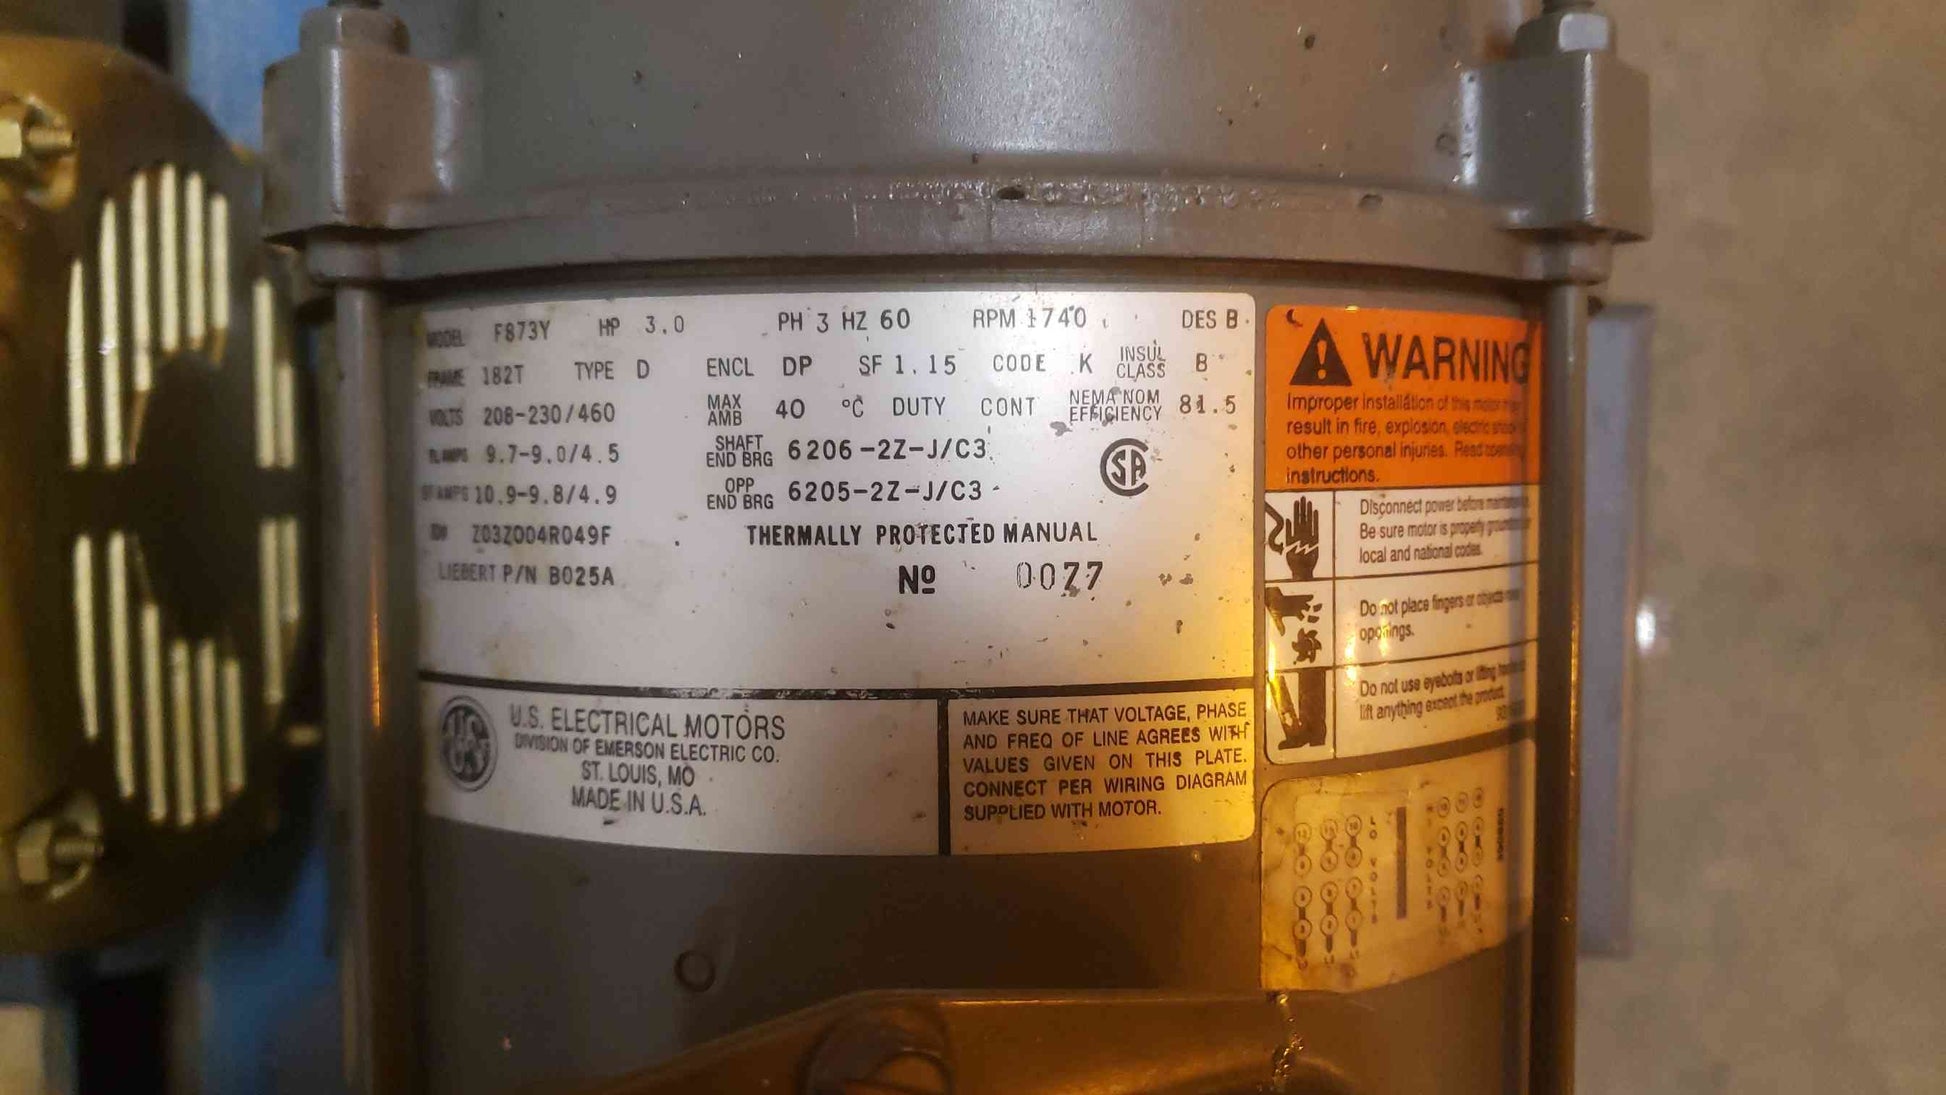 MODEL F873Y HP 3.0 PH 3 HZ 60 RPM 1740 DES B
FRAME 182T TYPE D ENCL DP SF 1.15 CODE K INSUL CLASS B
VOLTS 208-230/460 MAX AMB 40 °C DUTY CONT NEMA NOM EFFICIENCY 81.5
FL AMPS 9.7-9.0/4.5 SHAFT END BRG 6206-2Z-J/C3
SF AMPS 10.9-9.8/4.9 OPP END BRG 6205-2Z-J/C3
SA
ID# Z03Z004R049F THERMALLY PROTECTED MANUAL
LIEBERT P/N B025A Nº 0077
U.S. ELECTRICAL MOTORS
DIVISION OF EMERSON ELECTRIC CO.
ST. LOUIS, MO
MADE IN U.S.A.
MAKE SURE THAT VOLTAGE, PHASE
AND FREQ OF LINE AGREES WITH
VALUES GIVEN ON THIS PLATE.
CONNECT PER WIRING DIAGRAM
SUPPLIED WITH MOTOR.
WARNING
Improper installation of this motor
result in fire, explosion, electric
other personal injuries. Read
instructions.
Disconnect power before
Be sure motor is properly
local and national codes.
Do not place fingers or objects
openings.
Do not use eyebolts or lifting
lift anything except the product.
LO VOLTS